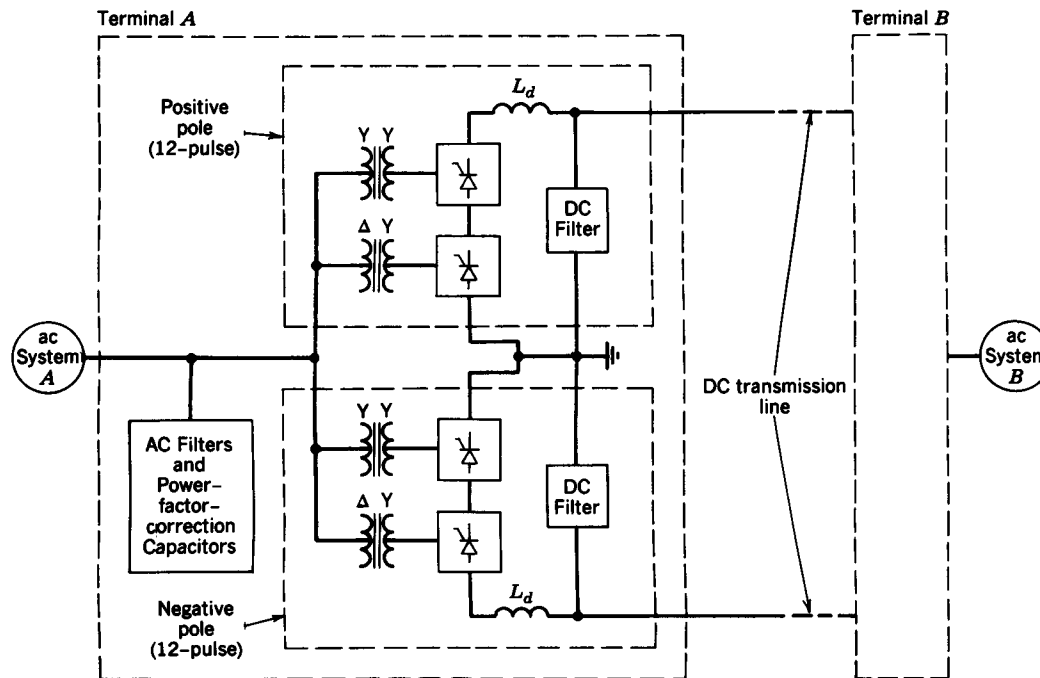 Terminal A
Terminal B
Positive
pole
(12-pulse)
L_d
Y Y
DC
Filter
Δ Y
ac
System
A
ac
System
B
DC transmission
line
AC Filters
and
Power-
factor-
correction
Capacitors
Y Y
DC
Filter
Δ Y
L_d
Negative
pole
(12-pulse)